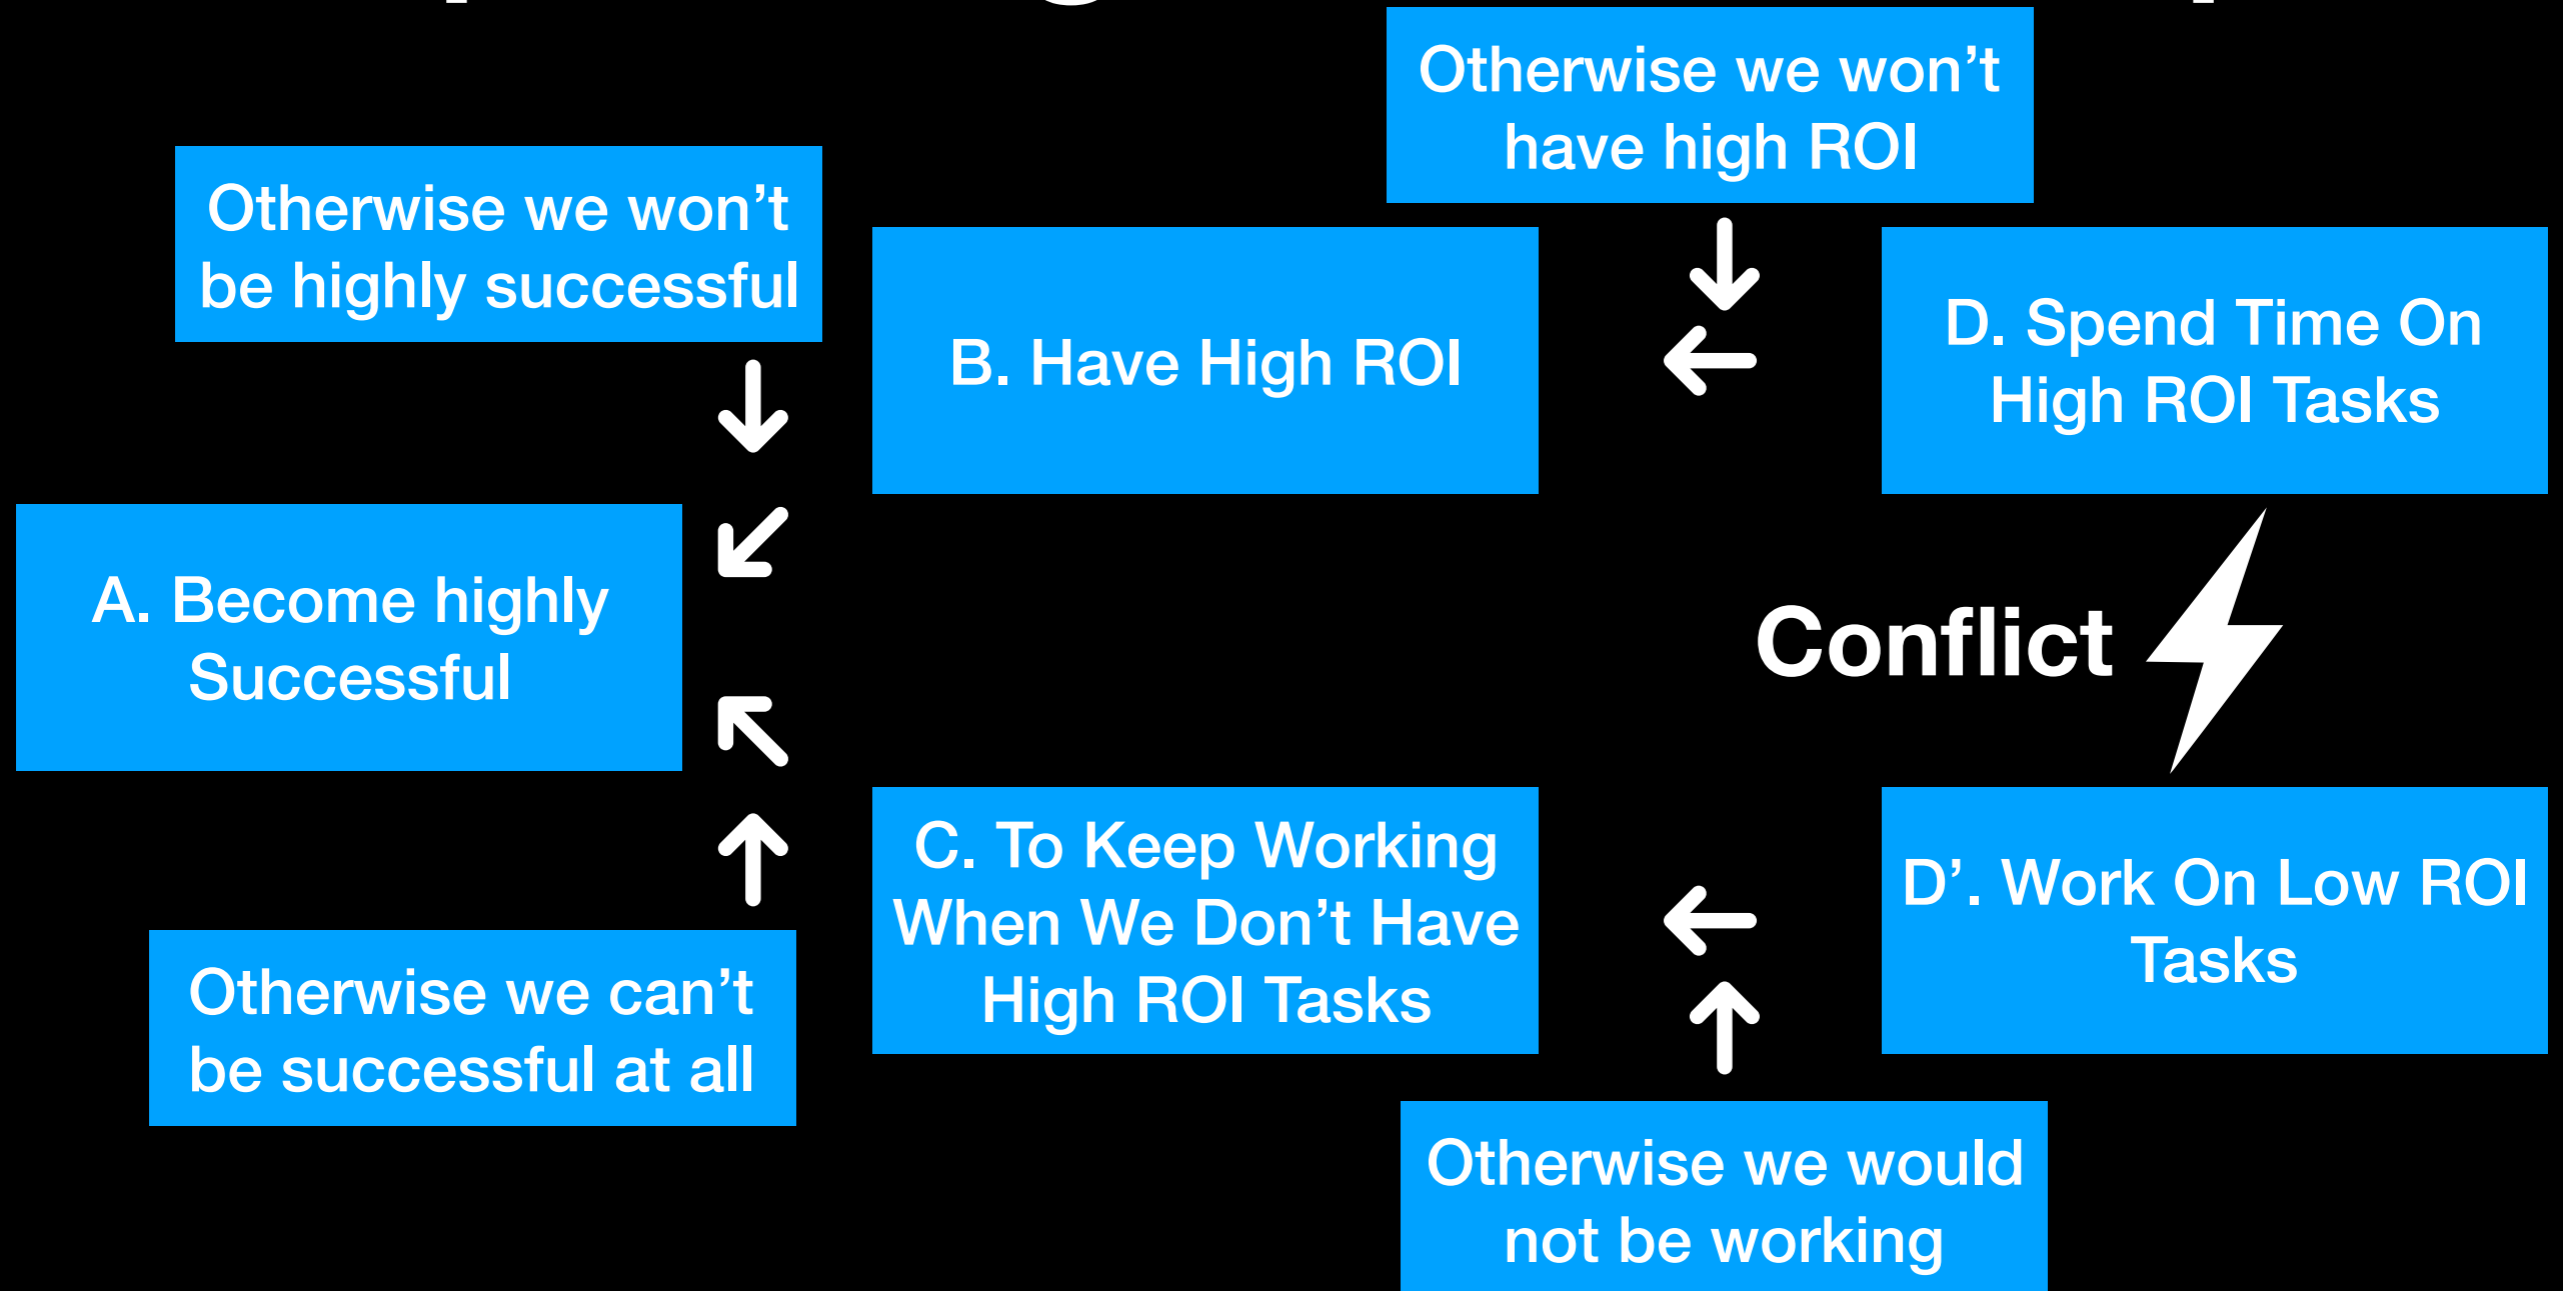 Otherwise we won’t
have high ROI
Otherwise we won’t
be highly successful
B. Have High ROI
D. Spend Time On
High ROI Tasks
A. Become highly
Successful
Conflict
C. To Keep Working
When We Don’t Have
High ROI Tasks
D’. Work On Low ROI
Tasks
Otherwise we can’t
be successful at all
Otherwise we would
not be working